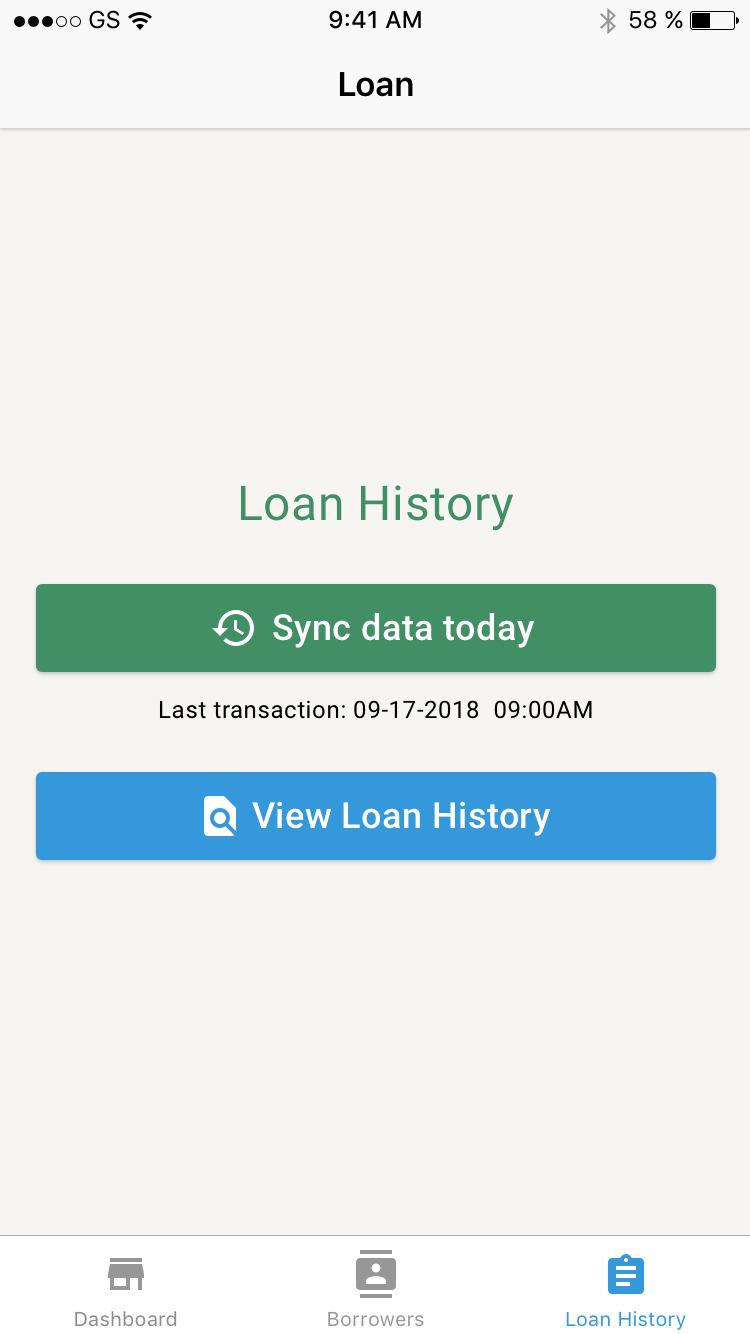 GS 9:41 AM 58 %
Loan
Loan History
Sync data today
Last transaction: 09-17-2018  09:00AM
View Loan History
Dashboard Borrowers Loan History